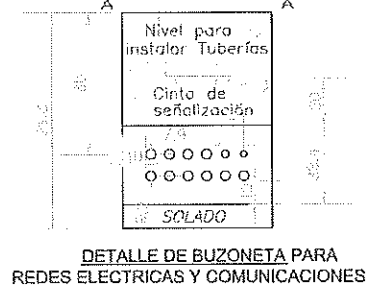 A A
Nivel para
instalar Tuberías
Cinta de
señalización
SOLADO
DETALLE DE BUZONETA PARA
REDES ELECTRICAS Y COMUNICACIONES